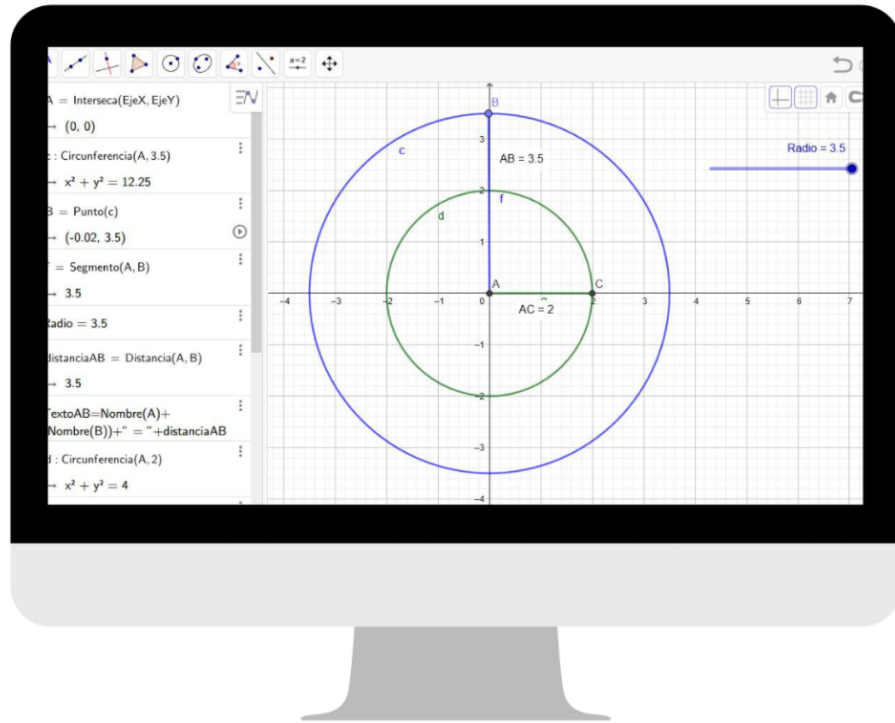 a=2
A = Interseca(EjeX, EjeY)
→ (0, 0)
: Circunferencia(A, 3.5)
→ x² + y² = 12.25
B = Punto(c)
→ (-0.02, 3.5)
= Segmento(A, B)
→ 3.5
Radio = 3.5
distanciaAB = Distancia(A, B)
→ 3.5
TextoAB=Nombre(A)+
(Nombre(B))+" = "+distanciaAB
d : Circunferencia(A, 2)
→ x² + y² = 4
B
c
3
AB = 3.5
Radio = 3.5
2
f
d
1
A
C
−4
−3
−2
−1
0
1
2
3
4
5
6
7
AC = 2
−1
−2
−3
−4